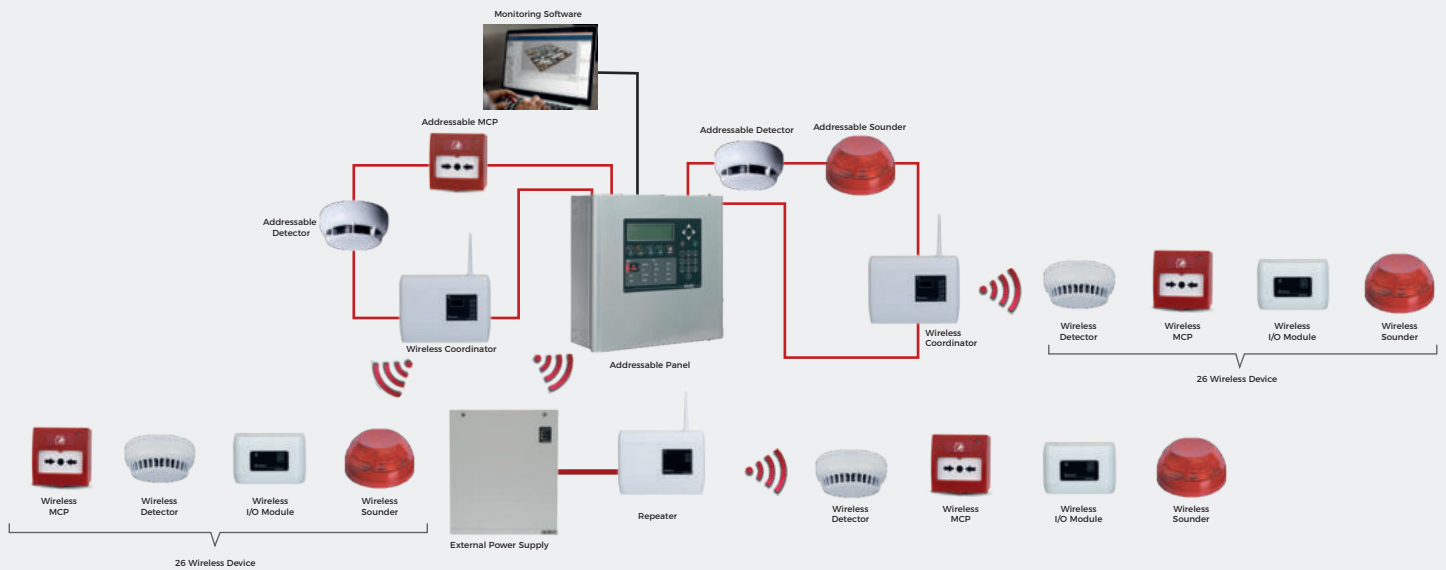 Monitoring Software
Addressable MCP
Addressable Detector
Addressable Sounder
Addressable
Detector
Wireless Coordinator
Addressable Panel
Wireless
Coordinator
Wireless
Detector
Wireless
MCP
Wireless
I/O Module
Wireless
Sounder
26 Wireless Device
Wireless
MCP
Wireless
Detector
Wireless
I/O Module
Wireless
Sounder
26 Wireless Device
External Power Supply
Repeater
Wireless
Detector
Wireless
MCP
Wireless
I/O Module
Wireless
Sounder